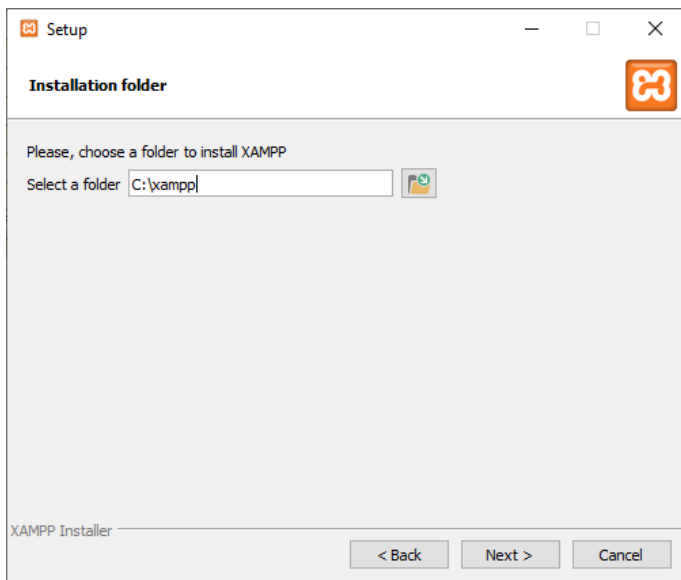 Setup
Installation folder
Please, choose a folder to install XAMPP
Select a folder C:\xampp
XAMPP Installer
< Back Next > Cancel